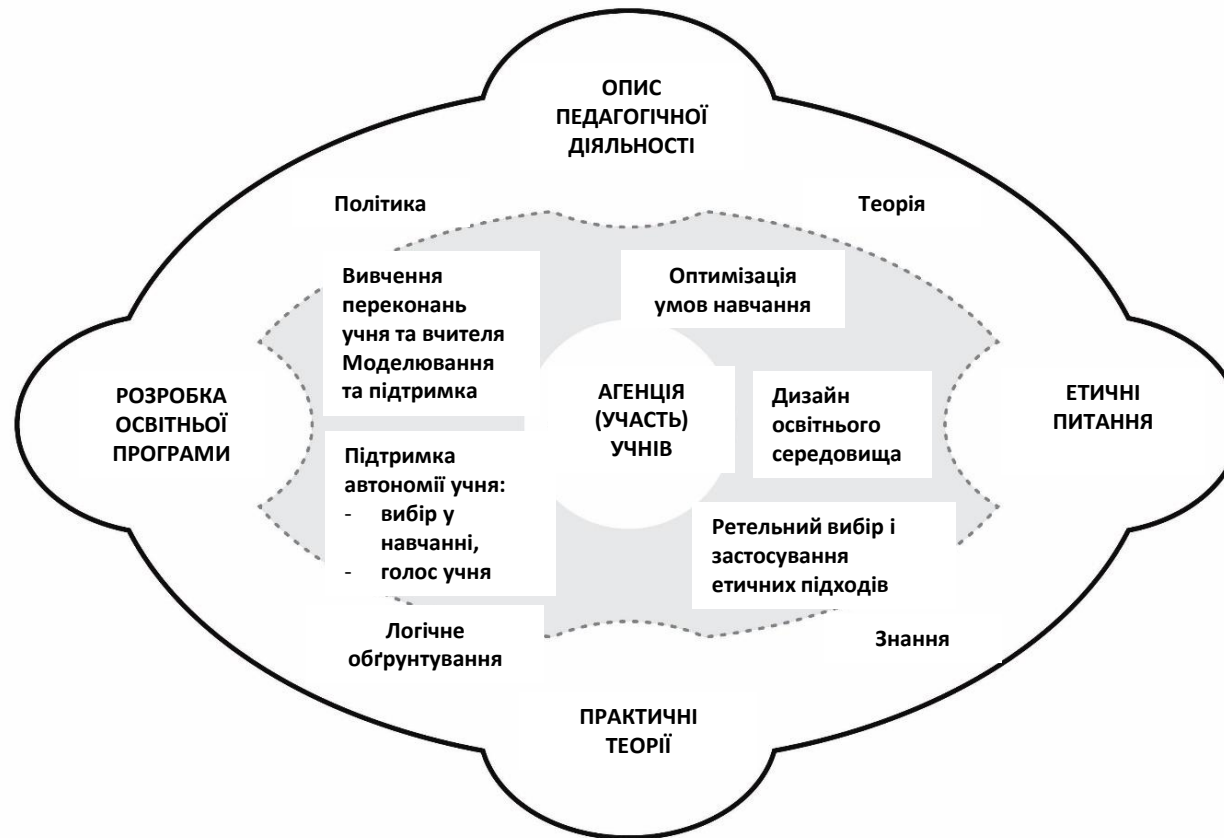 ОПИС
ПЕДАГОГІЧНОЇ
ДІЯЛЬНОСТІ
Політика
Теорія
Вивчення
переконань
учня та вчителя
Моделювання
та підтримка
Оптимізація
умов навчання
РОЗРОБКА
ОСВІТНЬОЇ
ПРОГРАМИ
АГЕНЦІЯ
(УЧАСТЬ)
УЧНІВ
Дизайн
освітнього
середовища
ЕТИЧНІ
ПИТАННЯ
Підтримка
автономії учня:
- вибір у
навчанні,
- голос учня
Ретельний вибір і
застосування
етичних підходів
Логічне
обґрунтування
Знання
ПРАКТИЧНІ
ТЕОРІЇ